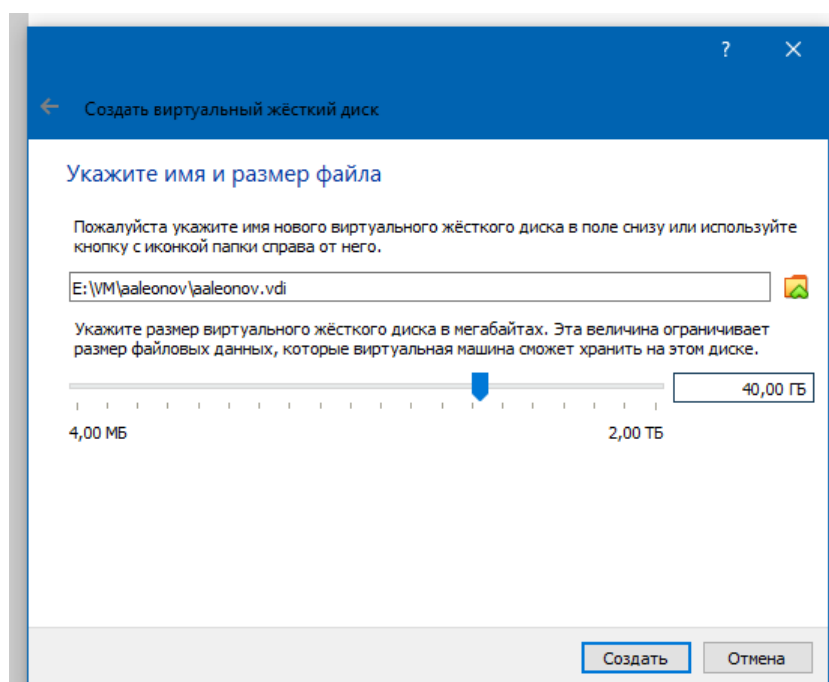 ?
Создать виртуальный жёсткий диск
Укажите имя и размер файла
Пожалуйста укажите имя нового виртуального жёсткого диска в поле снизу или используйте
кнопку с иконкой папки справа от него.
E:\VM\aaleonov\aaleonov.vdi
Укажите размер виртуального жёсткого диска в мегабайтах. Эта величина ограничивает
размер файловых данных, которые виртуальная машина сможет хранить на этом диске.
40,00 ГБ
4,00 МБ 2,00 ТБ
Создать Отмена